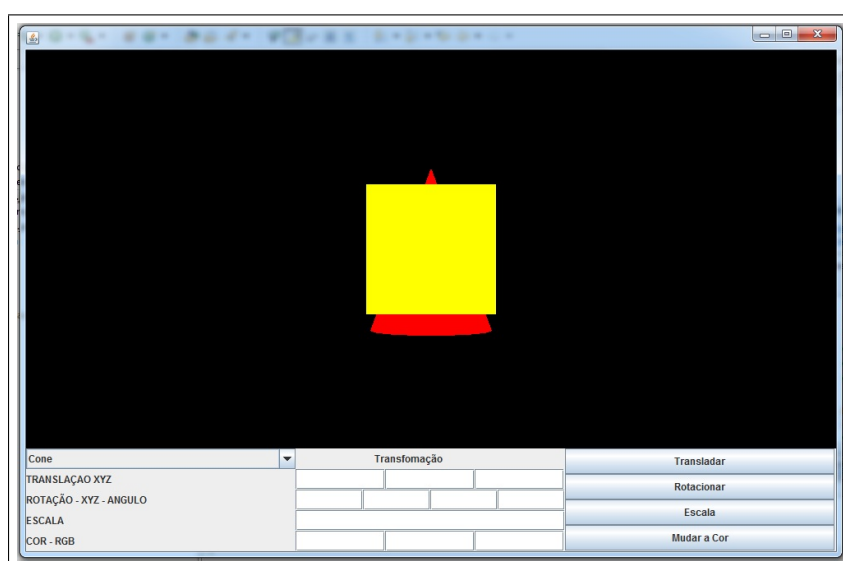 Cone
Transfomação
Transladar
TRANSLAÇAO XYZ
Rotacionar
ROTAÇÃO - XYZ - ANGULO
ESCALA
Escala
COR - RGB
Mudar a Cor